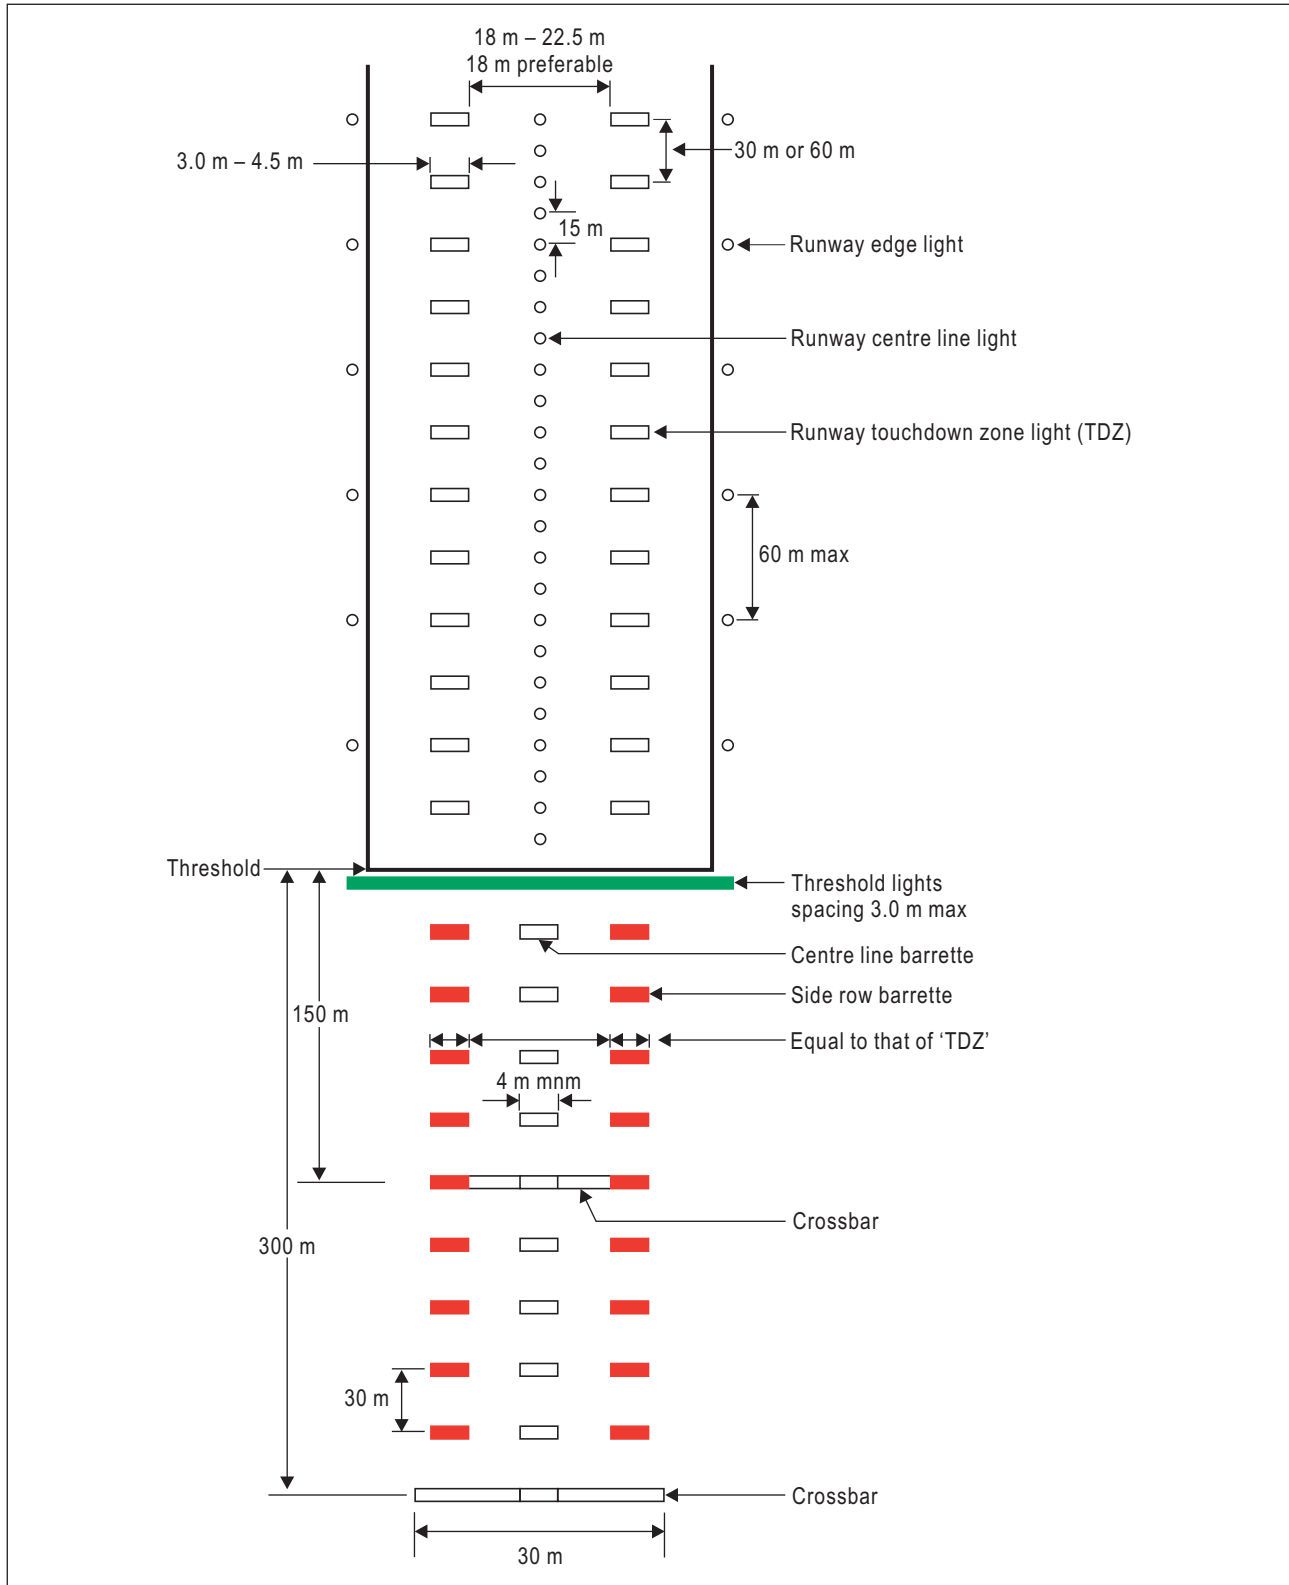 18 m – 22.5 m
18 m preferable
3.0 m – 4.5 m
30 m or 60 m
15 m
Runway edge light
Runway centre line light
Runway touchdown zone light (TDZ)
60 m max
Threshold
Threshold lights
spacing 3.0 m max
Centre line barrette
Side row barrette
150 m
Equal to that of ‘TDZ’
4 m mnm
Crossbar
300 m
30 m
Crossbar
30 m